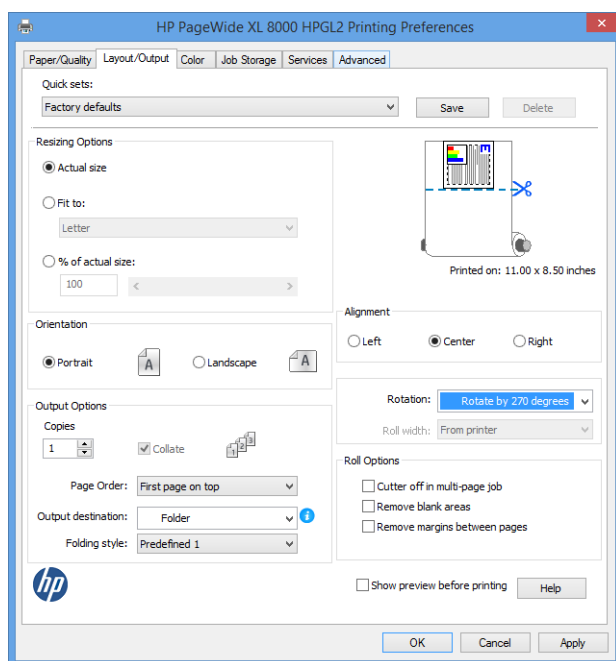 HP PageWide XL 8000 HPGL2 Printing Preferences
Paper/Quality Layout/Output Color Job Storage Services Advanced
Quick sets:
Factory defaults Save Delete
Resizing Options
Actual size
Fit to:
Letter
% of actual size:
100
Printed on: 11.00 x 8.50 inches
Orientation
Portrait A Landscape A
Alignment
Left Center Right
Rotation: Rotate by 270 degrees
Roll width: From printer
Output Options
Copies
1 Collate 1 2 3
Page Order: First page on top
Output destination: Folder i
Folding style: Predefined 1
Roll Options
Cutter off in multi-page job
Remove blank areas
Remove margins between pages
hp
Show preview before printing Help
OK Cancel Apply